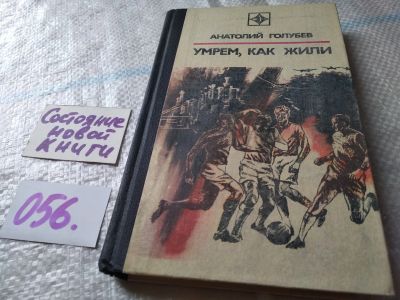 АНАТОЛИЙ ГОЛУБЕВ
УМРЕМ, КАК ЖИЛИ
Состояние
новой
книги
056.